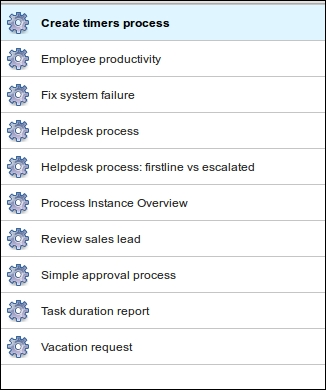 Create timers process
Employee productivity
Fix system failure
Helpdesk process
Helpdesk process: firstline vs escalated
Process Instance Overview
Review sales lead
Simple approval process
Task duration report
Vacation request